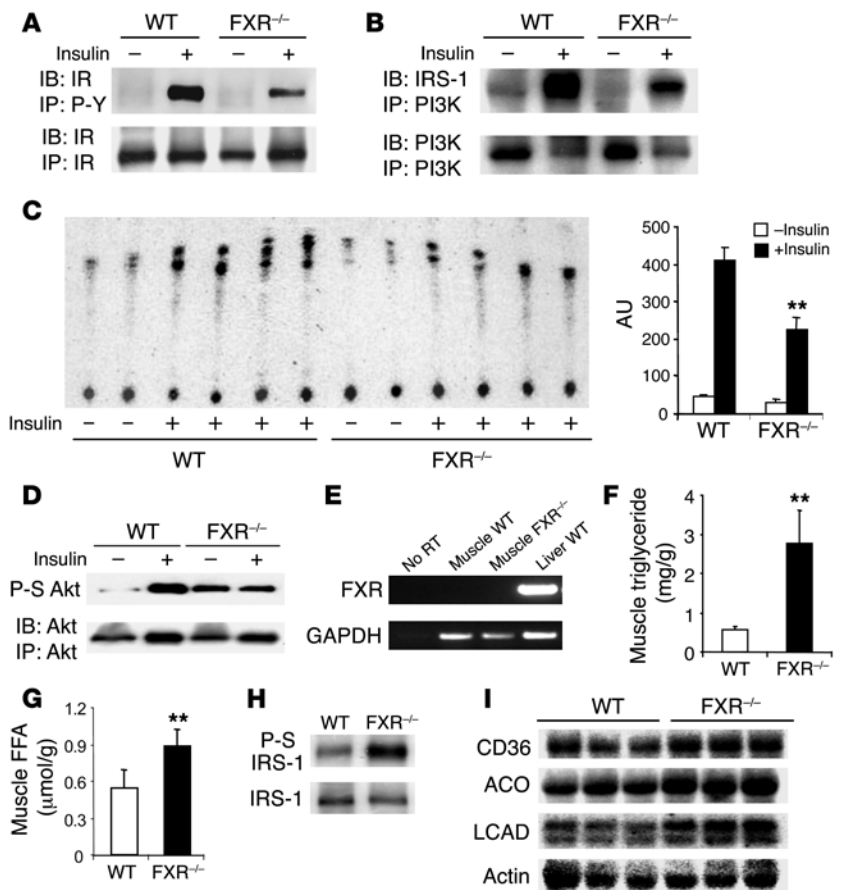 A
WT FXR–/–
Insulin – + – +
IB: IR
IP: P-Y
IB: IR
IP: IR
B
WT FXR–/–
Insulin – + – +
IB: IRS-1
IP: PI3K
IB: PI3K
IP: PI3K
C
Insulin – – + + + + – – + + + +
WT FXR–/–
500
400
300
200
100
0
AU
–Insulin
+Insulin
**
WT FXR–/–
D
WT FXR–/–
Insulin – + – +
P-S Akt
IB: Akt
IP: Akt
E
No RT Muscle WT Muscle FXR–/– Liver WT
FXR
GAPDH
F
Muscle triglyceride
(mg/g)
4
3
2
1
0
**
WT FXR–/–
G
Muscle FFA
(μmol/g)
1.2
0.9
0.6
0.3
0
**
WT FXR–/–
H
WT FXR–/–
P-S
IRS-1
IRS-1
I
WT FXR–/–
CD36
ACO
LCAD
Actin